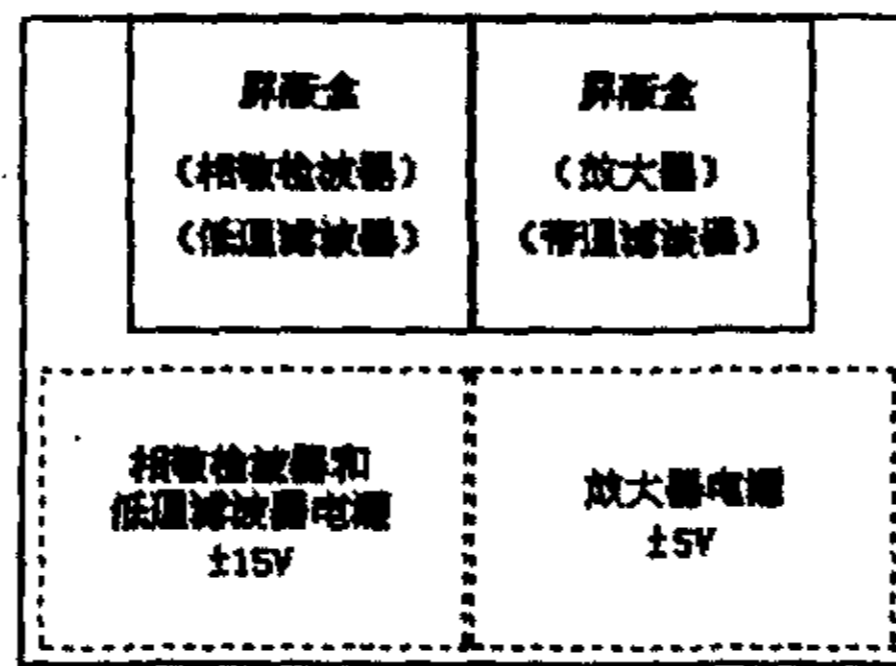 屏蔽盒
(相敏检波器)
(低通滤波器)
屏蔽盒
(放大器)
(带通滤波器)
相敏检波器和
低通滤波器电源
±15V
放大器电源
±5V